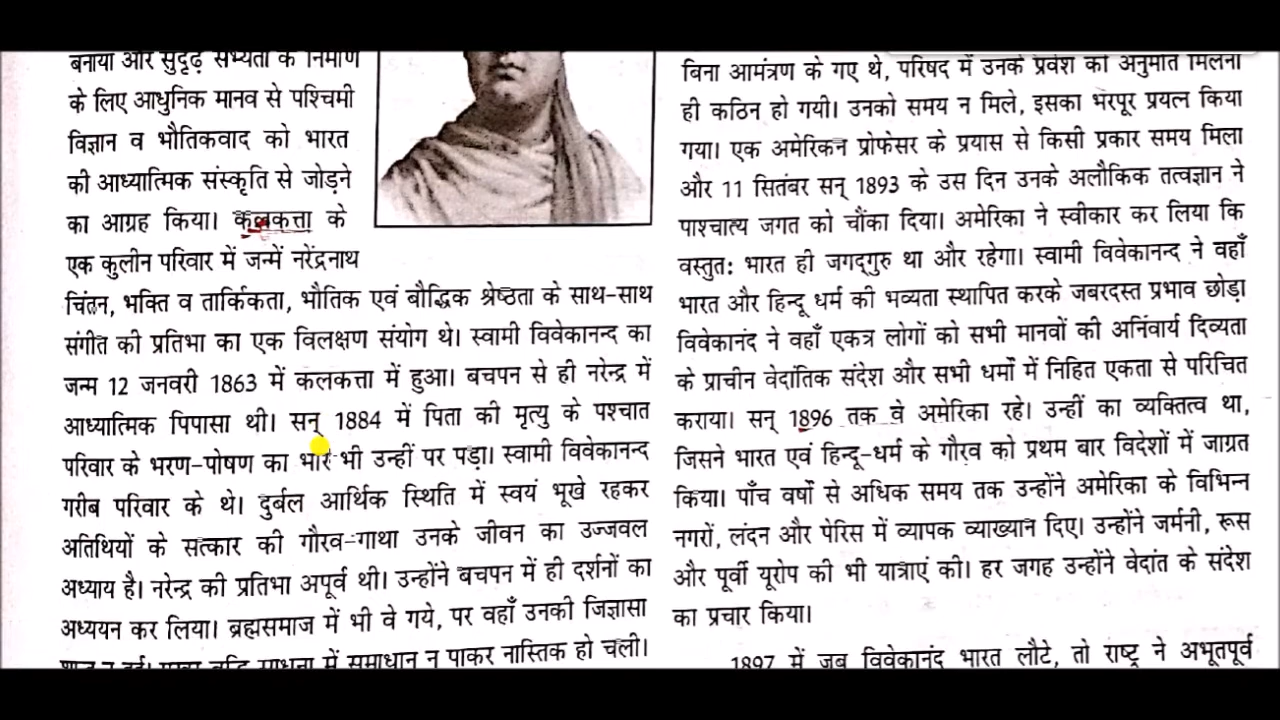 बनाया और सुदृढ़ सभ्यता के निर्माण
के लिए आधुनिक मानव से पश्चिमी
विज्ञान व भौतिकवाद को भारत
की आध्यात्मिक संस्कृति से जोड़ने
का आग्रह किया। कलकत्ता के
एक कुलीन परिवार में जन्में नरेंद्रनाथ
चिंतन, भक्ति व तार्किकता, भौतिक एवं बौद्धिक श्रेष्ठता के साथ-साथ
संगीत की प्रतिभा का एक विलक्षण संयोग थे। स्वामी विवेकानन्द का
जन्म 12 जनवरी 1863 में कलकत्ता में हुआ। बचपन से ही नरेन्द्र में
आध्यात्मिक पिपासा थी। सन् 1884 में पिता की मृत्यु के पश्चात
परिवार के भरण-पोषण का भार भी उन्हीं पर पड़ा। स्वामी विवेकानन्द
गरीब परिवार के थे। दुर्बल आर्थिक स्थिति में स्वयं भूखे रहकर
अतिथियों के सत्कार की गौरव-गाथा उनके जीवन का उज्जवल
अध्याय है। नरेन्द्र की प्रतिभा अपूर्व थी। उन्होंने बचपन में ही दर्शनों का
अध्ययन कर लिया। ब्रह्मसमाज में भी वे गये, पर वहाँ उनकी जिज्ञासा
में समाधान न पाकर नास्तिक हो चली।
बिना आमंत्रण के गए थे, परिषद में उनके प्रवेश की अनुमति मिलनी
ही कठिन हो गयी। उनको समय न मिले, इसका भरपूर प्रयत्न किया
गया। एक अमेरिकन प्रोफेसर के प्रयास से किसी प्रकार समय मिला
और 11 सितंबर सन् 1893 के उस दिन उनके अलौकिक तत्वज्ञान ने
पाश्चात्य जगत को चौंका दिया। अमेरिका ने स्वीकार कर लिया कि
वस्तुत: भारत ही जगद्गुरु था और रहेगा। स्वामी विवेकानन्द ने वहाँ
भारत और हिन्दू धर्म की भव्यता स्थापित करके जबरदस्त प्रभाव छोड़ा
विवेकानंद ने वहाँ एकत्र लोगों को सभी मानवों की अनिंवार्य दिव्यता
के प्राचीन वेदांतिक संदेश और सभी धर्मों में निहित एकता से परिचित
कराया। सन् 1896 तक वे अमेरिका रहे। उन्हीं का व्यक्तित्व था,
जिसने भारत एवं हिन्दू-धर्म के गौरव को प्रथम बार विदेशों में जाग्रत
किया। पाँच वर्षों से अधिक समय तक उन्होंने अमेरिका के विभिन्न
नगरों, लंदन और पेरिस में व्यापक व्याख्यान दिए। उन्होंने जर्मनी, रूस
और पूर्वी यूरोप की भी यात्राएं की। हर जगह उन्होंने वेदांत के संदेश
का प्रचार किया।
1897 में जब विवेकानंद भारत लौटे, तो राष्ट्र ने अभूतपूर्व